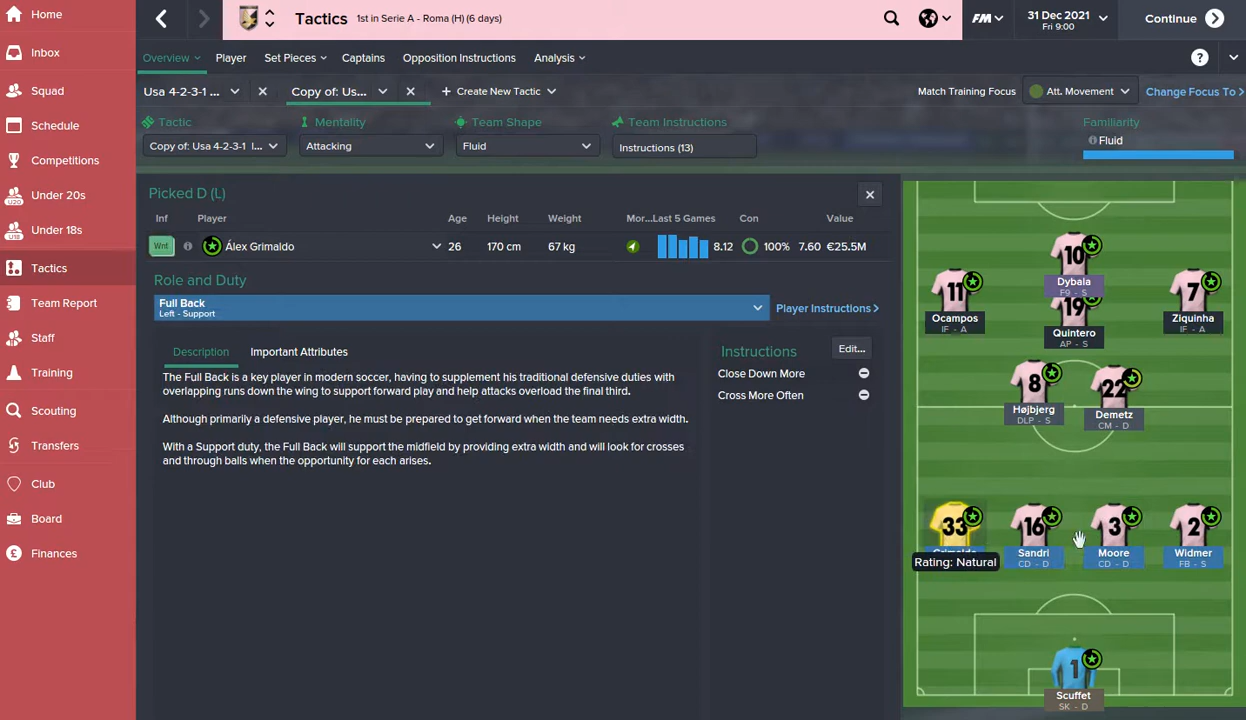 Home
Inbox
Squad
Schedule
Competitions
U20
Under 20s
U18
Under 18s
Tactics
Team Report
Staff
Training
Scouting
Transfers
Club
Board
Finances
Tactics 1st in Serie A - Roma (H) (6 days)
FM
31 Dec 2021
Fri 9:00
Continue
Overview Player Set Pieces Captains Opposition Instructions Analysis
?
Usa 4-2-3-1 ... Copy of: Us... + Create New Tactic
Match Training Focus Att. Movement Change Focus To >
Tactic Mentality Team Shape Team Instructions Familiarity
Copy of: Usa 4-2-3-1 I... Attacking Fluid Instructions (13) Fluid
Picked D (L)
Inf Player Age Height Weight Mor... Last 5 Games Con Value
Wnt Álex Grimaldo 26 170 cm 67 kg 8.12 100% 7.60 €25.5M
Role and Duty
Full Back
Left - Support
Player Instructions >
Description Important Attributes
The Full Back is a key player in modern soccer, having to supplement his traditional defensive duties with
overlapping runs down the wing to support forward play and help attacks overload the final third.
Although primarily a defensive player, he must be prepared to get forward when the team needs extra width.
With a Support duty, the Full Back will support the midfield by providing extra width and will look for crosses
and through balls when the opportunity for each arises.
Instructions Edit...
Close Down More
Cross More Often
10
Dybala
F9 - S
11
Ocampos
IF - A
19
Quintero
AP - S
7
Ziquinha
IF - A
8
Højbjerg
DLP - S
22
Demetz
CM - D
33
Grimaldo
Rating: Natural
16
Sandri
CD - D
3
Moore
CD - D
2
Widmer
FB - S
1
Scuffet
SK - D